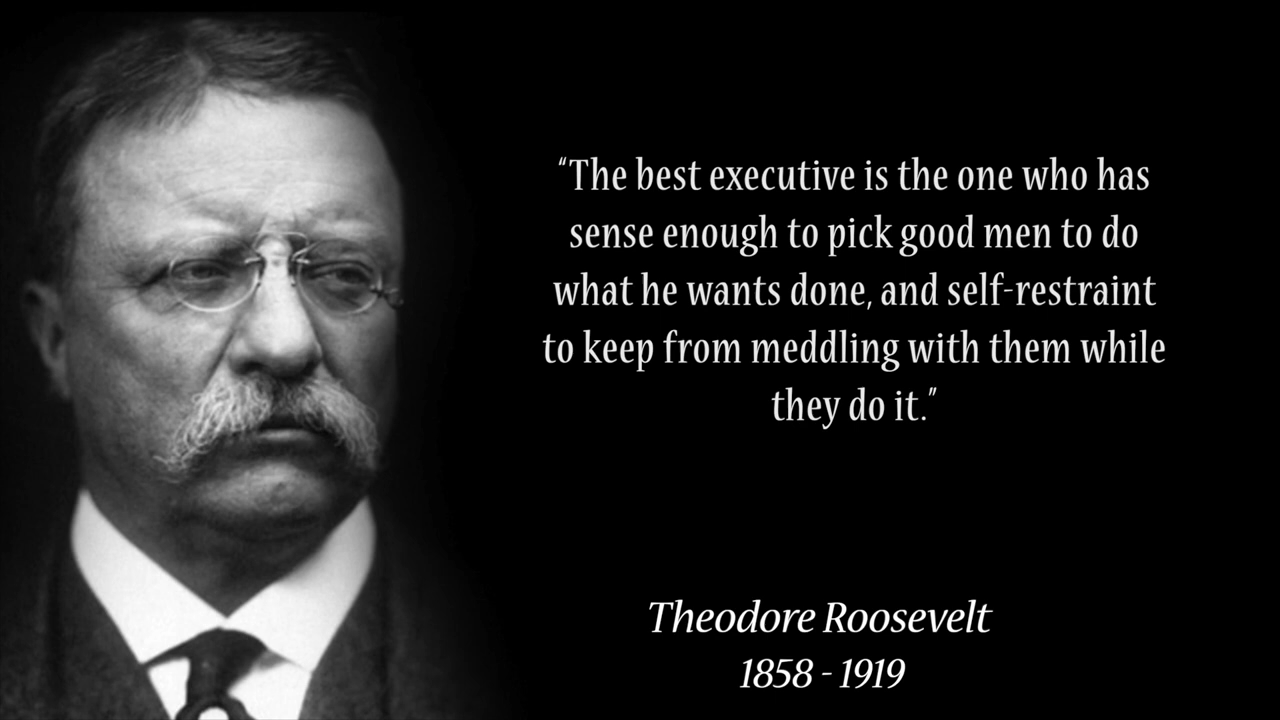 “The best executive is the one who has
sense enough to pick good men to do
what he wants done, and self-restraint
to keep from meddling with them while
they do it.”
Theodore Roosevelt
1858 - 1919